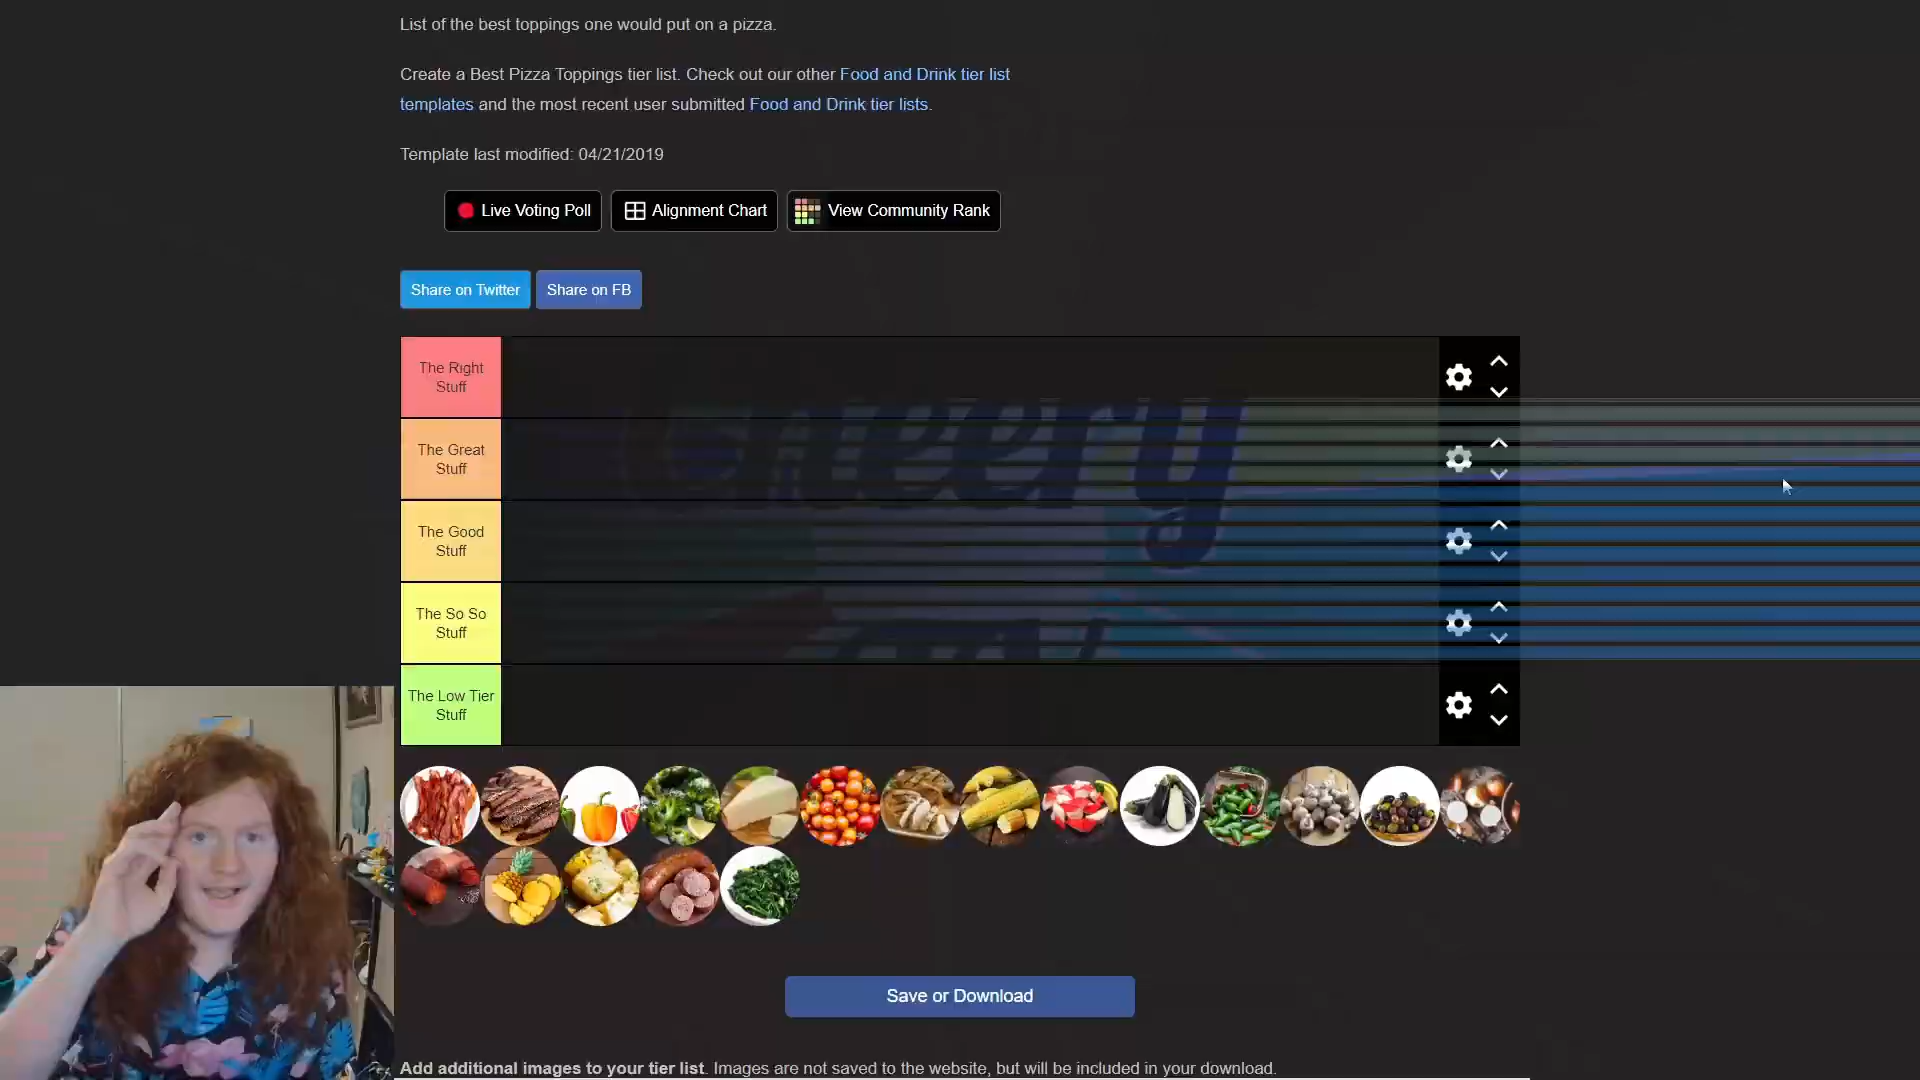 List of the best toppings one would put on a pizza.
Create a Best Pizza Toppings tier list. Check out our other Food and Drink tier list
templates and the most recent user submitted Food and Drink tier lists.
Template last modified: 04/21/2019
Live Voting Poll
Alignment Chart
View Community Rank
Share on Twitter
Share on FB
The Right
Stuff
The Great
Stuff
The Good
Stuff
The So So
Stuff
The Low Tier
Stuff
Save or Download
Add additional images to your tier list. Images are not saved to the website, but will be included in your download.